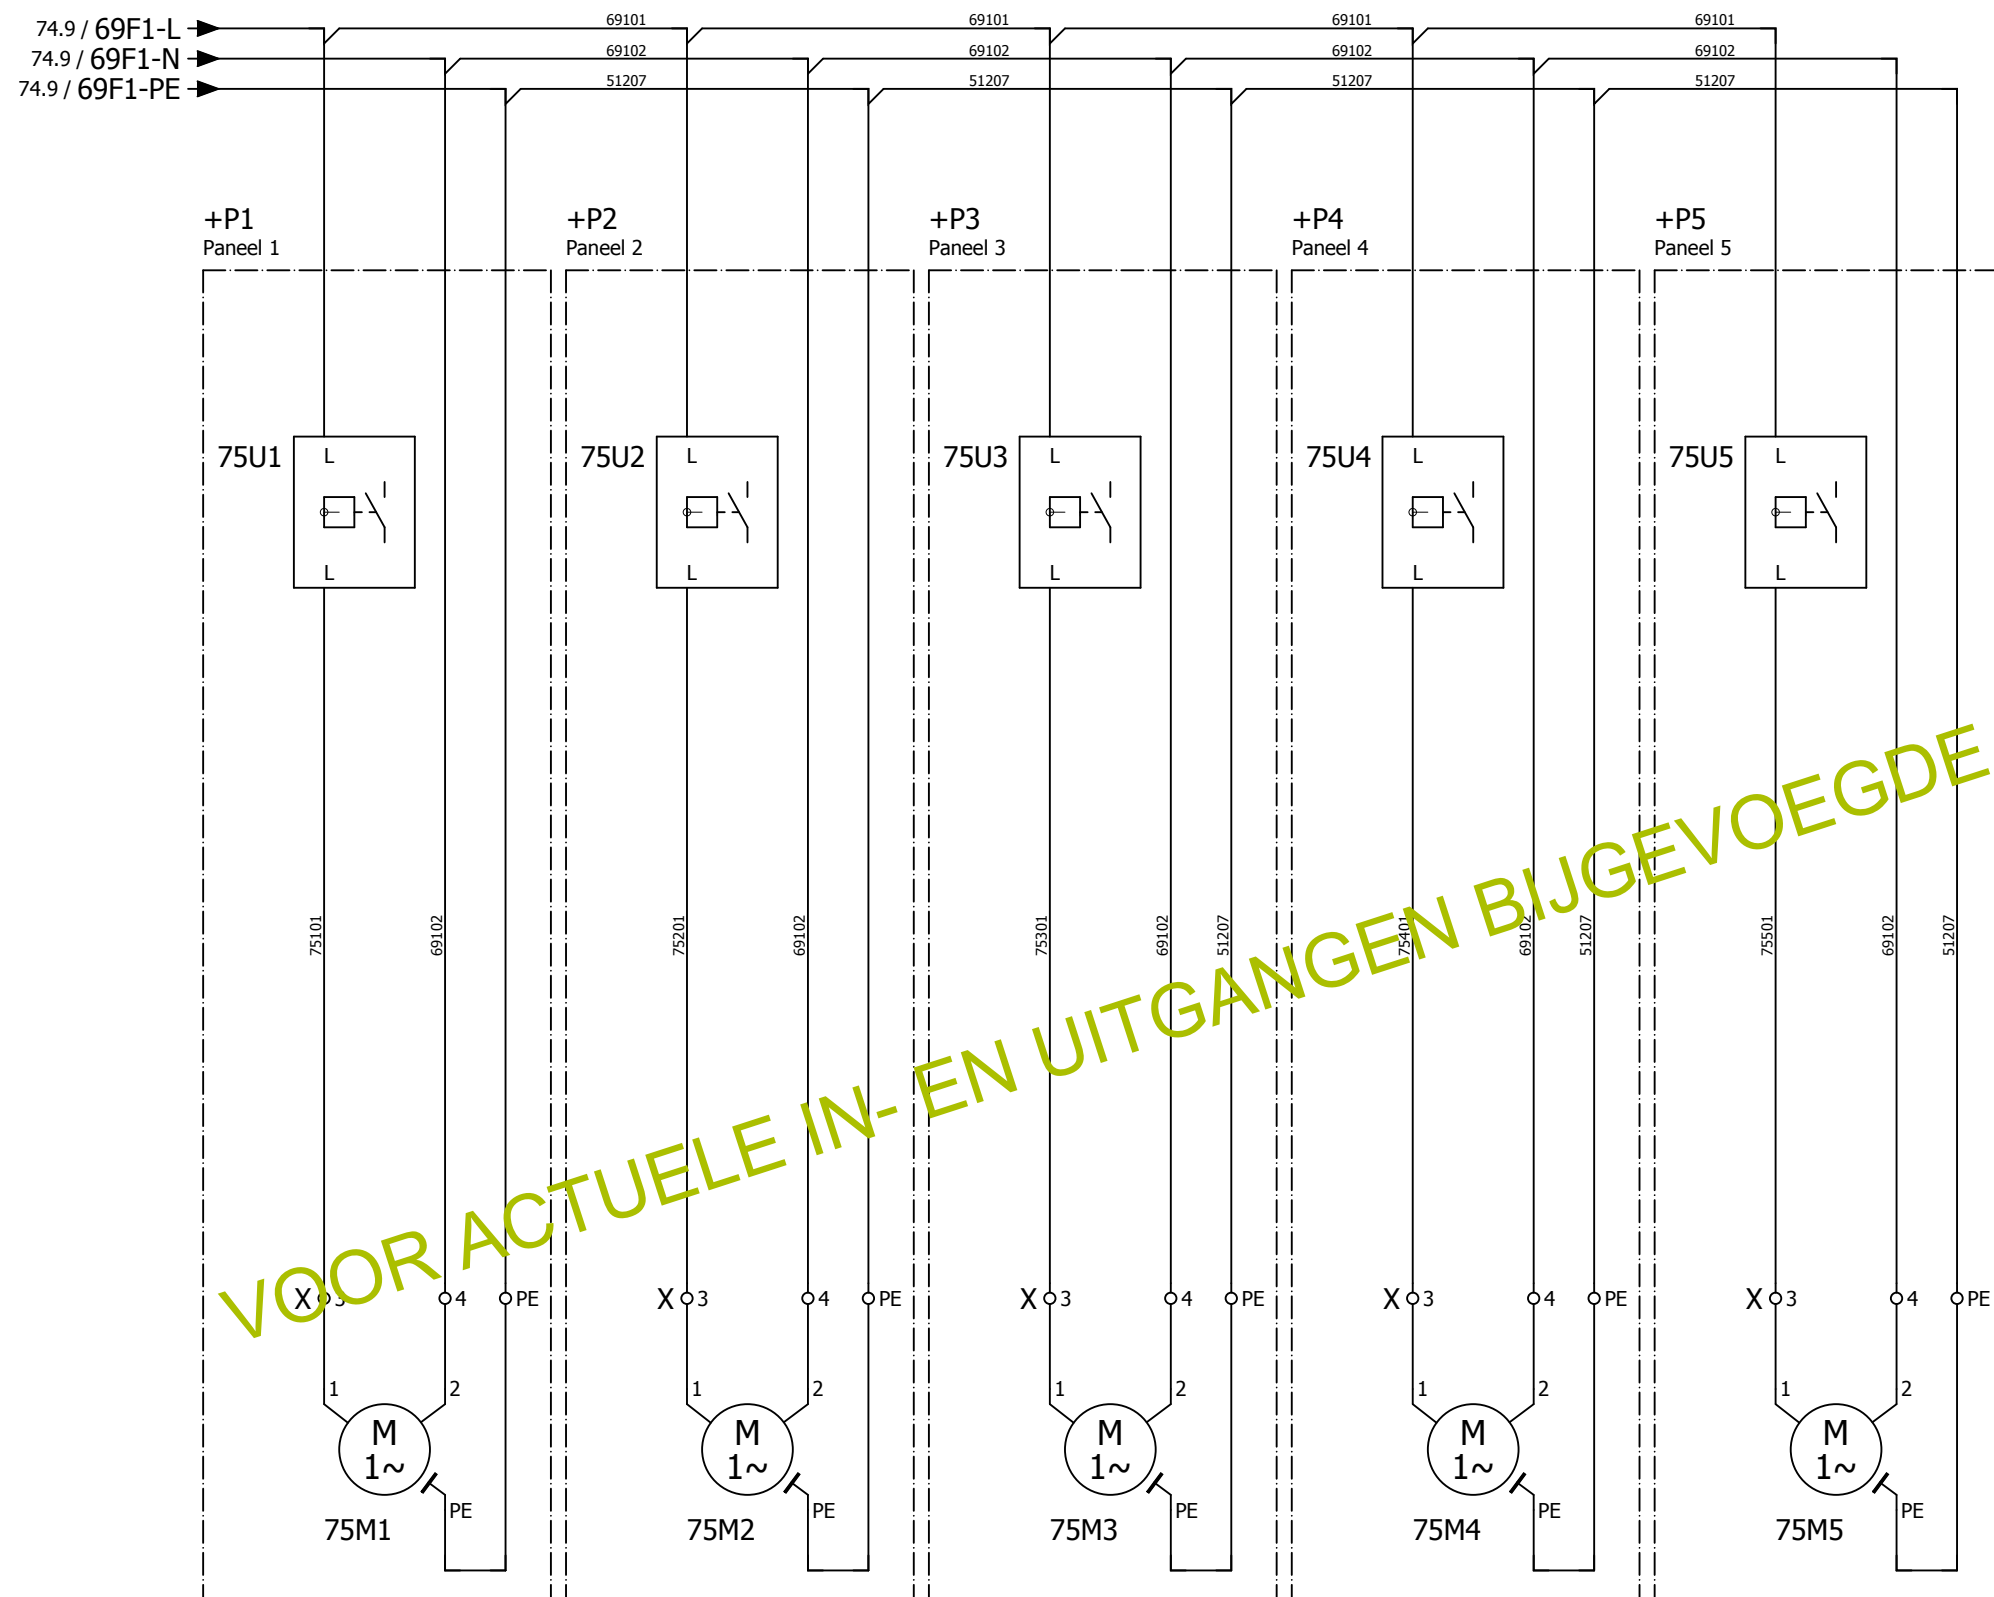 74.9 / 69F1-L
74.9 / 69F1-N
74.9 / 69F1-PE
69101 69101 69101 69101
69102 69102 69102 69102
51207 51207 51207 51207
+P1 +P2 +P3 +P4 +P5
Paneel 1 Paneel 2 Paneel 3 Paneel 4 Paneel 5
75U1 L 75U2 L 75U3 L 75U4 L 75U5 L
L L L L L
75101 69102 75201 69102 75301 69102 51207 75401 69102 51207 75501 69102 51207
VOOR ACTUELE IN- EN UITGANGEN BIJGEVOEGDE
X 3 4 PE X 3 4 PE X 3 4 PE X 3 4 PE X 3 4 PE
1 2 1 2 1 2 1 2 1 2
M M M M M
1~ 1~ 1~ 1~ 1~
PE PE PE PE PE
75M1 75M2 75M3 75M4 75M5